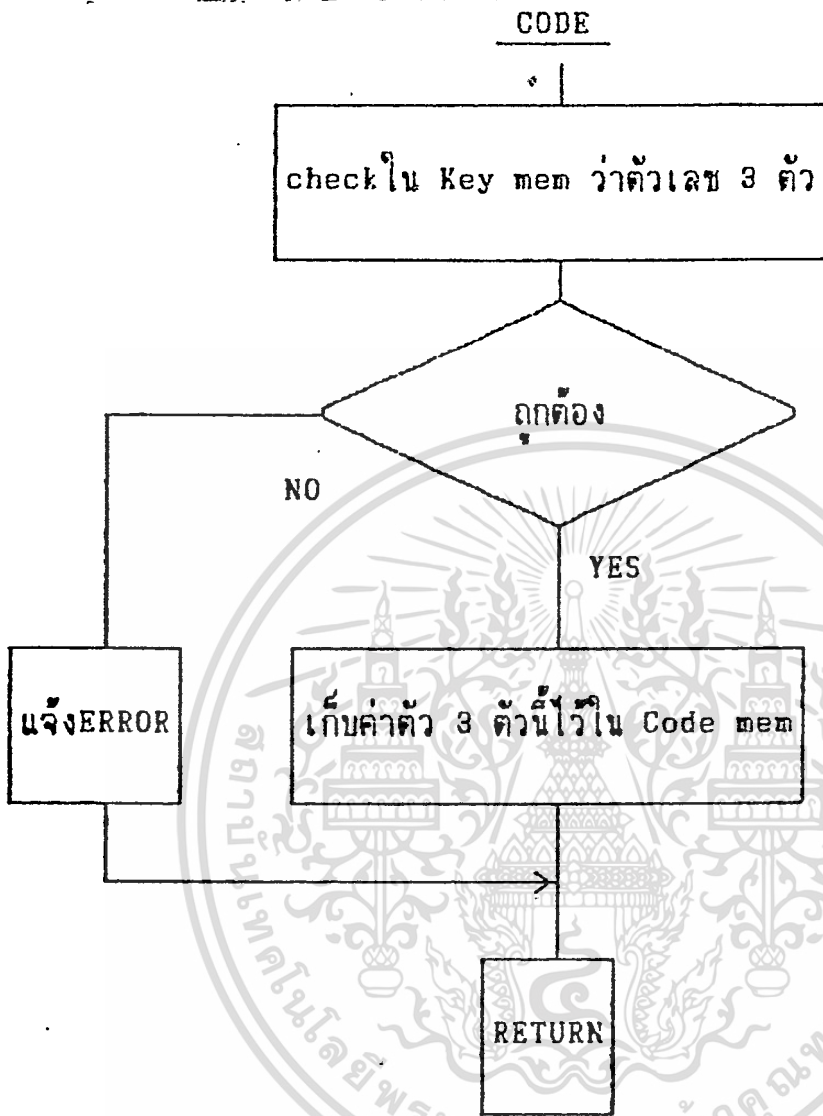 CODE
checkใน Key mem ว่าตัวเลข 3 ตัว
ถูกต้อง
NO
YES
แจ้งERROR
เก็บค่าตัว 3 ตัวนี้ไว้ใน Code mem
RETURN